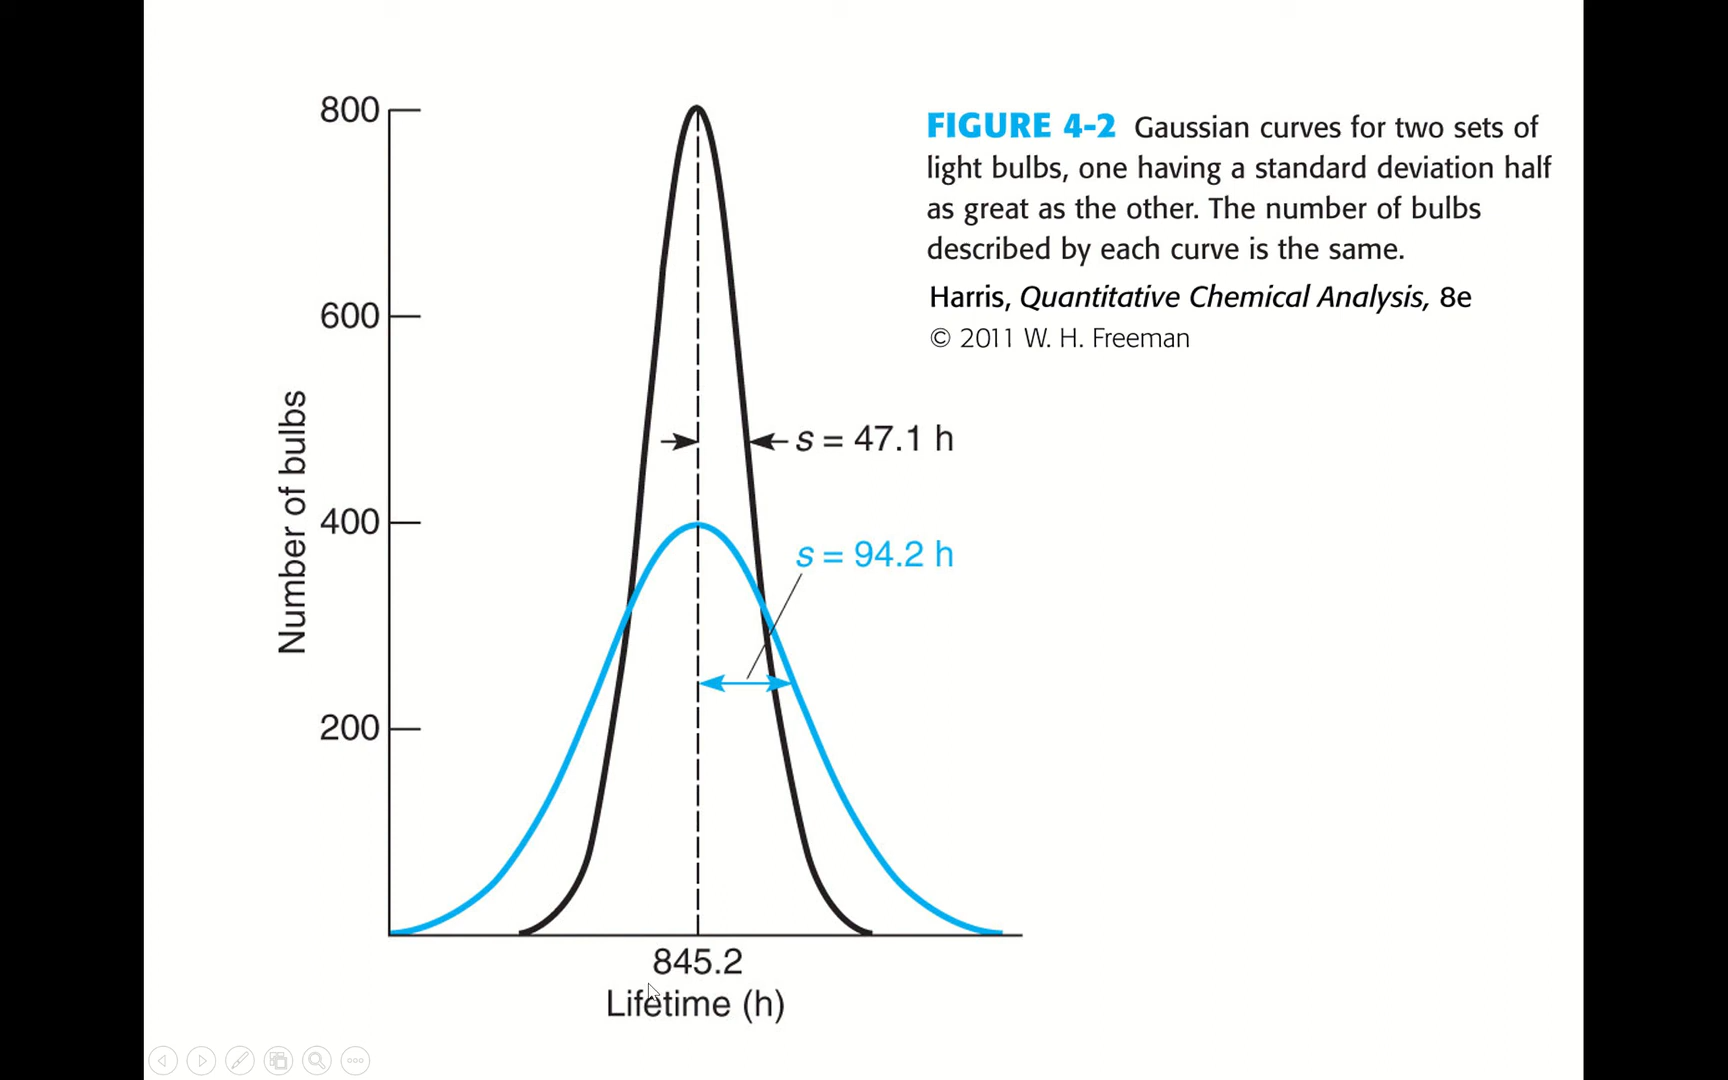 FIGURE 4-2 Gaussian curves for two sets of
light bulbs, one having a standard deviation half
as great as the other. The number of bulbs
described by each curve is the same.
Harris, Quantitative Chemical Analysis, 8e
© 2011 W. H. Freeman
800
600
400
200
Number of bulbs
s = 47.1 h
s = 94.2 h
845.2
Lifetime (h)